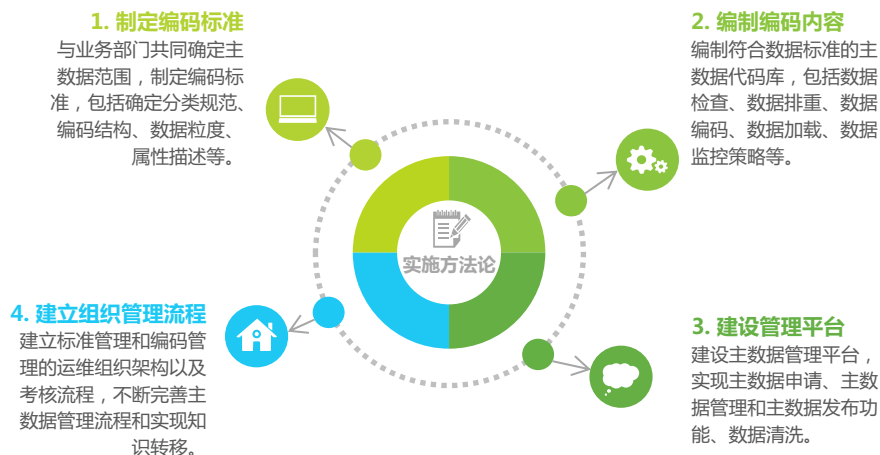 1. 制定编码标准
与业务部门共同确定主
数据范围，制定编码标
准，包括确定分类规范、
编码结构、数据粒度、
属性描述等。
2. 编制编码内容
编制符合数据标准的主
数据代码库，包括数据
检查、数据排重、数据
编码、数据加载、数据
监控策略等。
实施方法论
3. 建设管理平台
建设主数据管理平台，
实现主数据申请、主数
据管理和主数据发布功
能、数据清洗。
4. 建立组织管理流程
建立标准管理和编码管
理的运维组织架构以及
考核流程，不断完善主
数据管理流程和实现知
识转移。